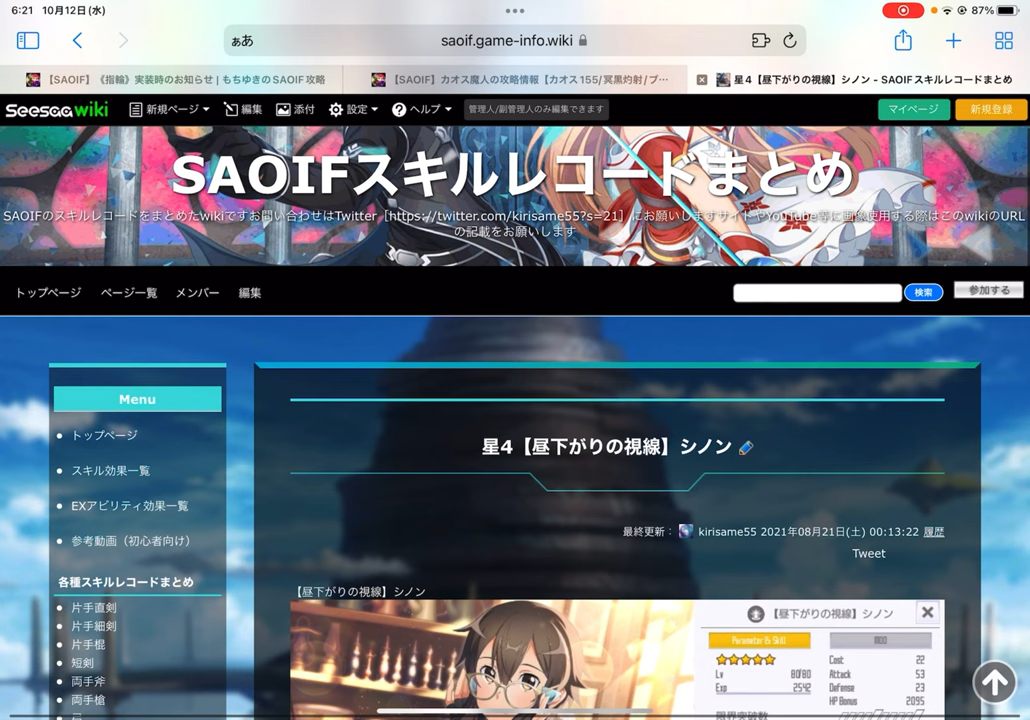 6:21 10月12日(水)
87%
ぁあ
saoif.game-info.wiki
【SAOIF】《指輪》実装時のお知らせ | もちゆきのSAOIF攻略
【SAOIF】カオス魔人の攻略情報【カオス155/冥黒灼射/ブ…
星4【昼下がりの視線】シノン - SAOIFスキルレコードまとめ
Seesaa wiki
新規ページ
編集
添付
設定
ヘルプ
管理人/副管理人のみ編集できます
マイページ
新規登録
SAOIFスキルレコードまとめ
SAOIFのスキルレコードをまとめたwikiですお問い合わせはTwitter［https://twitter.com/kirisame55?s=21］にお願いしますサイトやYouTube等に画像使用する際はこのwikiのURL
の記載をお願いします
トップページ ページ一覧 メンバー 編集
検索
参加する
Menu
トップページ
スキル効果一覧
EXアビリティ効果一覧
参考動画（初心者向け）
各種スキルレコードまとめ
片手直剣
片手細剣
片手棍
短剣
両手斧
両手槍
星4【昼下がりの視線】シノン
最終更新： kirisame55 2021年08月21日(土) 00:13:22 履歴
Tweet
【昼下がりの視線】シノン
【昼下がりの視線】シノン
Parameter & Skill
MOD
Lv 80/80
Exp 2542
Cost 22
Attack 53
Defense 23
HP Bonus 2095
限界突破数